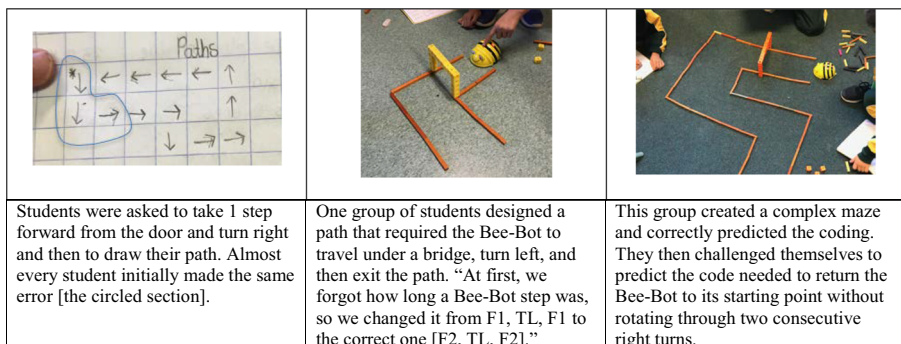 Paths
* ↓ ← ← ← ← ↑
↓ → → → ↑
↓ → →
Students were asked to take 1 step
forward from the door and turn right
and then to draw their path. Almost
every student initially made the same
error [the circled section].
One group of students designed a
path that required the Bee-Bot to
travel under a bridge, turn left, and
then exit the path. “At first, we
forgot how long a Bee-Bot step was,
so we changed it from F1, TL, F1 to
the correct one [F2, TL, F2].”
This group created a complex maze
and correctly predicted the coding.
They then challenged themselves to
predict the code needed to return the
Bee-Bot to its starting point without
rotating through two consecutive
right turns.